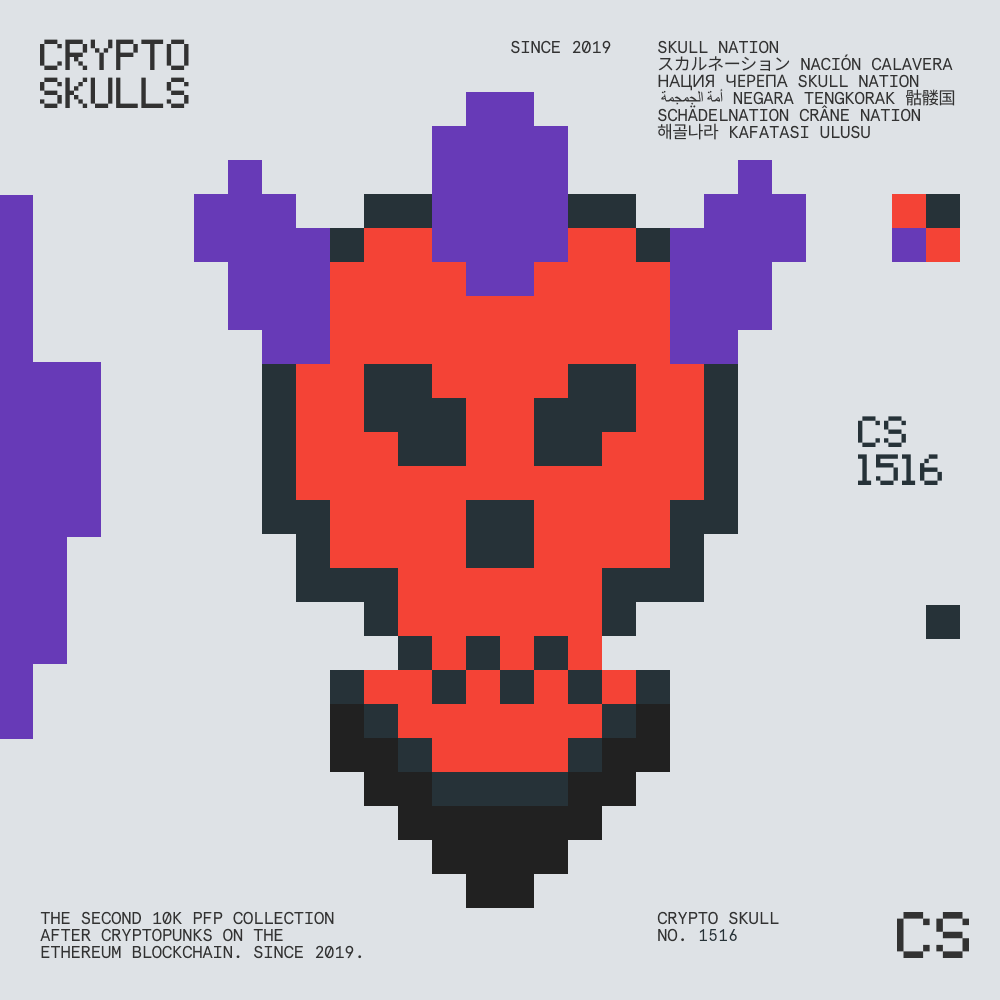 CRYPTO
SKULLS
SINCE 2019
SKULL NATION
スカルネーション NACIÓN CALAVERA
НАЦИЯ ЧЕРЕПА SKULL NATION
أمة الجمجمة NEGARA TENGKORAK 骷髅国
SCHÄDELNATION CRÂNE NATION
해골나라 KAFATASI ULUSU
CS
1516
THE SECOND 10K PFP COLLECTION
AFTER CRYPTOPUNKS ON THE
ETHEREUM BLOCKCHAIN. SINCE 2019.
CRYPTO SKULL
NO. 1516
CS